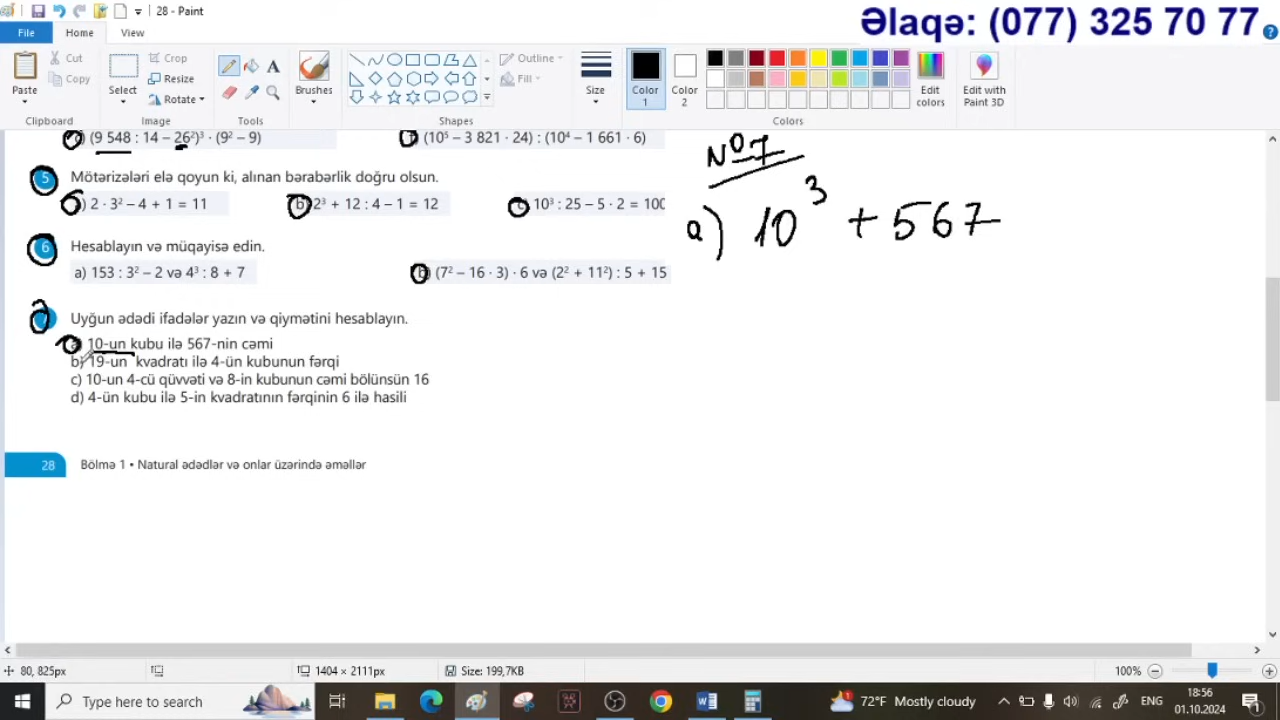 28 - Paint
Əlaqə: (077) 325 70 77
File Home View
Paste Cut Copy Clipboard
Select Crop Resize Rotate Image
Tools
Brushes
Outline Fill Shapes
Size
Color 1 Color 2 Edit colors Colors
Edit with Paint 3D
(9 548 : 14 – 26²)³ · (9² – 9)
(10⁵ – 3 821 · 24) : (10⁴ – 1 661 · 6)
5 Mötərizələri elə qoyun ki, alınan bərabərlik doğru olsun.
a) 2 · 3² – 4 + 1 = 11
b) 2³ + 12 : 4 – 1 = 12
c) 10³ : 25 – 5 · 2 = 100
6 Hesablayın və müqayisə edin.
a) 153 : 3² – 2 və 4³ : 8 + 7
b) (7² – 16 · 3) · 6 və (2² + 11²) : 5 + 15
7 Uyğun ədədi ifadələr yazın və qiymətini hesablayın.
a) 10-un kubu ilə 567-nin cəmi
b) 19-un kvadratı ilə 4-ün kubunun fərqi
c) 10-un 4-cü qüvvəti və 8-in kubunun cəmi bölünsün 16
d) 4-ün kubu ilə 5-in kvadratının fərqinin 6 ilə hasili
28 Bölmə 1 • Natural ədədlər və onlar üzərində əməllər
№7
a) 10³ + 567
80, 825px
1404 × 2111px
Size: 199,7KB
100%
Type here to search
72°F Mostly cloudy
ENG
18:56
01.10.2024